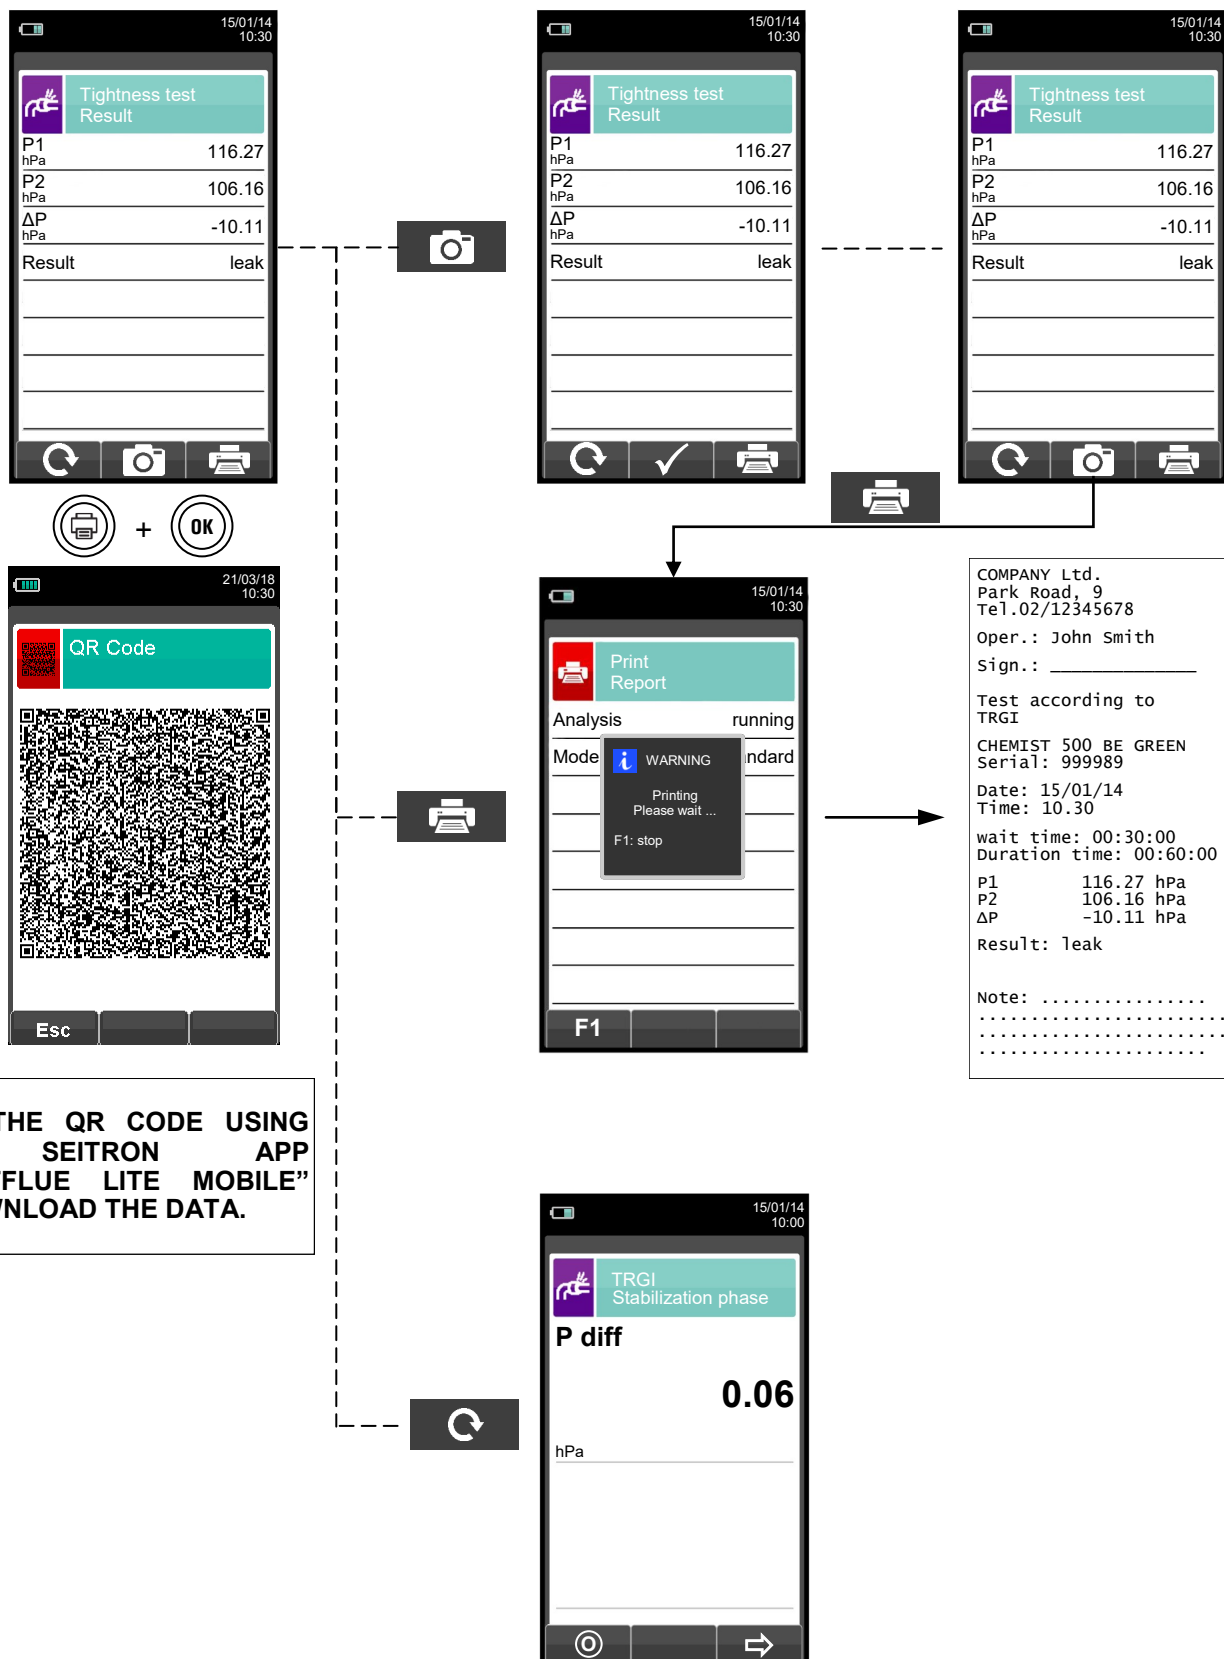 15/01/14
10:30
Tightness test
Result
P1
hPa
116.27
P2
hPa
106.16
ΔP
hPa
-10.11
Result leak
15/01/14
10:30
Tightness test
Result
P1
hPa
116.27
P2
hPa
106.16
ΔP
hPa
-10.11
Result leak
15/01/14
10:30
Tightness test
Result
P1
hPa
116.27
P2
hPa
106.16
ΔP
hPa
-10.11
Result leak
+ OK
21/03/18
10:30
QR Code
Esc
15/01/14
10:30
Print
Report
Analysis running
Mode ndard
i WARNING
Printing
Please wait ...
F1: stop
F1
COMPANY Ltd.
Park Road, 9
Tel.02/12345678
Oper.: John Smith
Sign.: ______________
Test according to
TRGI
CHEMIST 500 BE GREEN
Serial: 999989
Date: 15/01/14
Time: 10.30
wait time: 00:30:00
Duration time: 00:60:00
P1 116.27 hPa
P2 106.16 hPa
ΔP -10.11 hPa
Result: leak
Note: ................
........................
........................
......................
THE QR CODE USING
SEITRON APP
FLUE LITE MOBILE”
NLOAD THE DATA.
15/01/14
10:00
TRGI
Stabilization phase
P diff
0.06
hPa